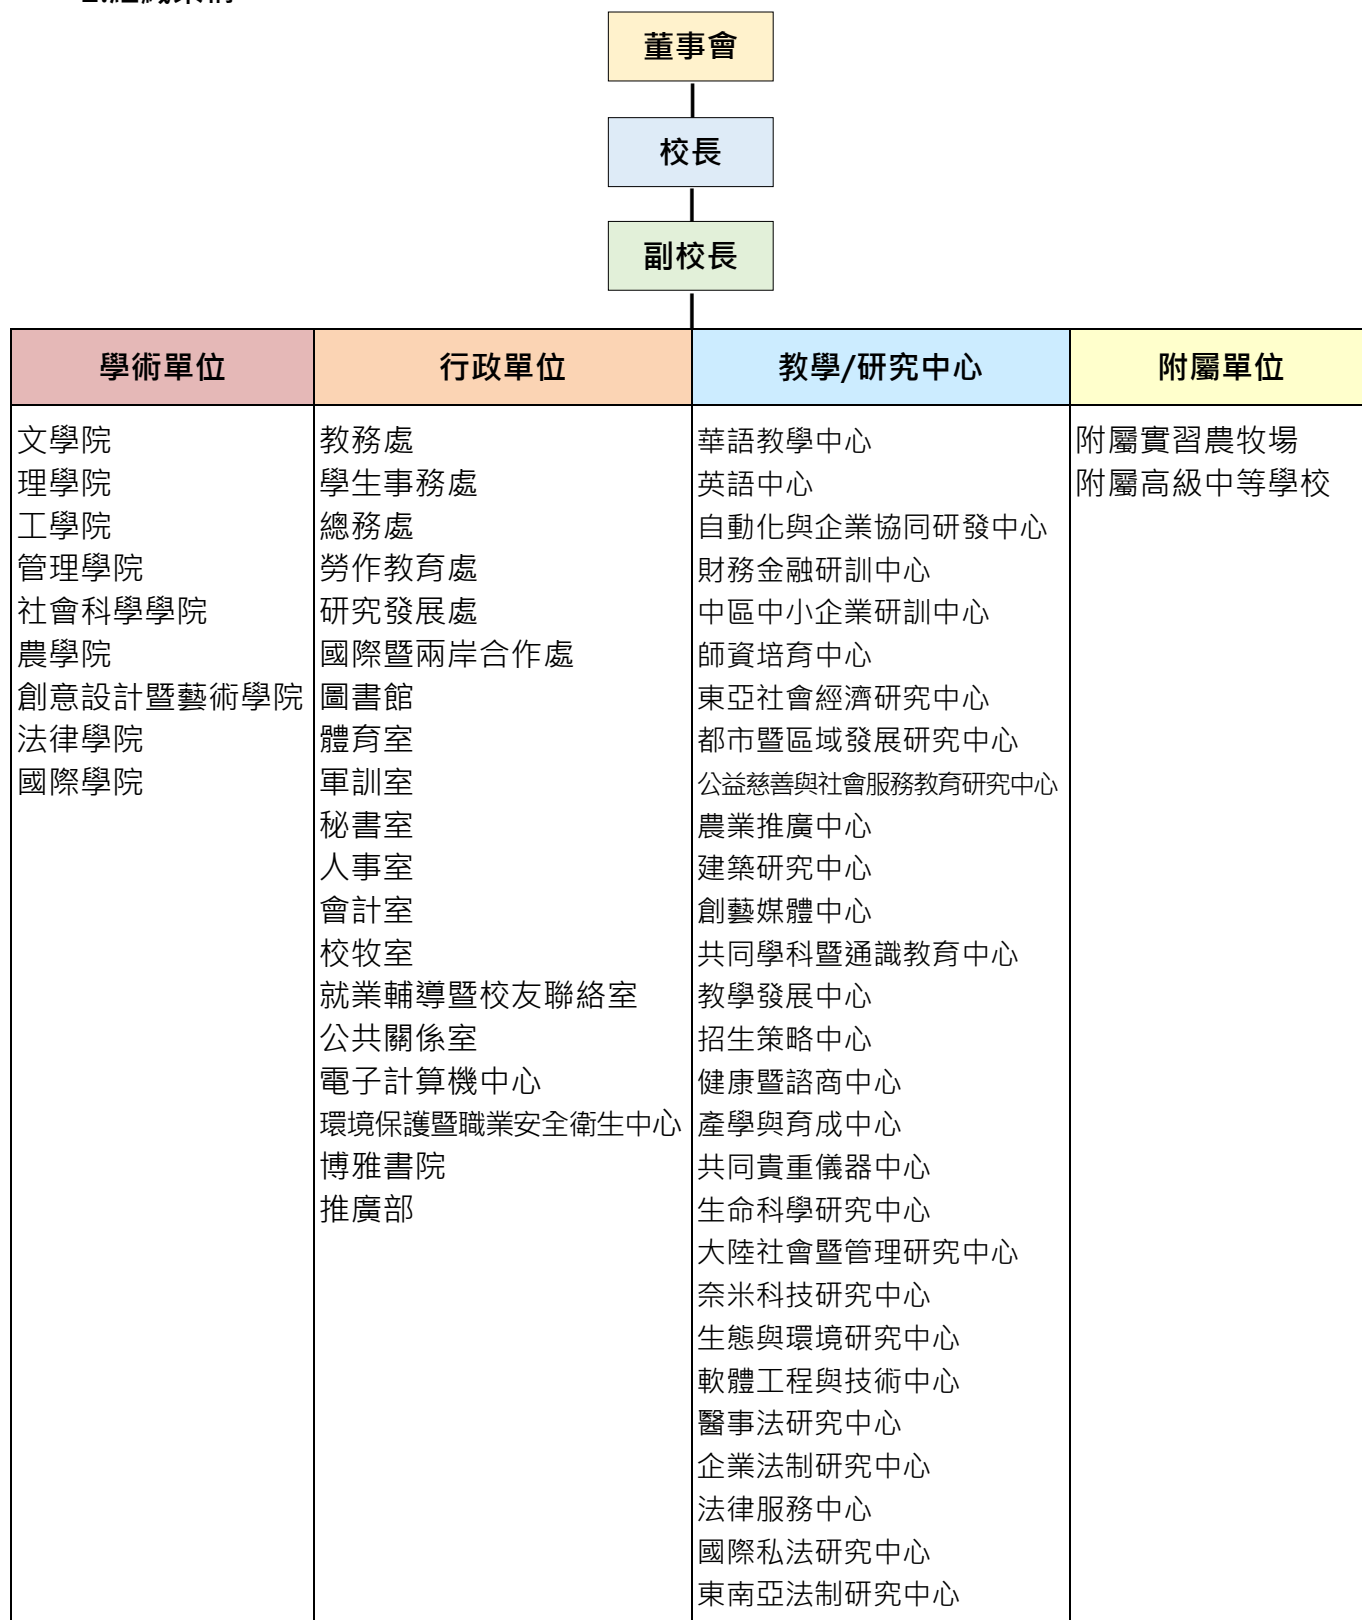 董事會
校長
副校長
學術單位
行政單位
教學/研究中心
附屬單位
文學院
理學院
工學院
管理學院
社會科學學院
農學院
創意設計暨藝術學院
法律學院
國際學院
教務處
學生事務處
總務處
勞作教育處
研究發展處
國際暨兩岸合作處
圖書館
體育室
軍訓室
秘書室
人事室
會計室
校牧室
就業輔導暨校友聯絡室
公共關係室
電子計算機中心
環境保護暨職業安全衛生中心
博雅書院
推廣部
華語教學中心
英語中心
自動化與企業協同研發中心
財務金融研訓中心
中區中小企業研訓中心
師資培育中心
東亞社會經濟研究中心
都市暨區域發展研究中心
公益慈善與社會服務教育研究中心
農業推廣中心
建築研究中心
創藝媒體中心
共同學科暨通識教育中心
教學發展中心
招生策略中心
健康暨諮商中心
產學與育成中心
共同貴重儀器中心
生命科學研究中心
大陸社會暨管理研究中心
奈米科技研究中心
生態與環境研究中心
軟體工程與技術中心
醫事法研究中心
企業法制研究中心
法律服務中心
國際私法研究中心
東南亞法制研究中心
附屬實習農牧場
附屬高級中等學校